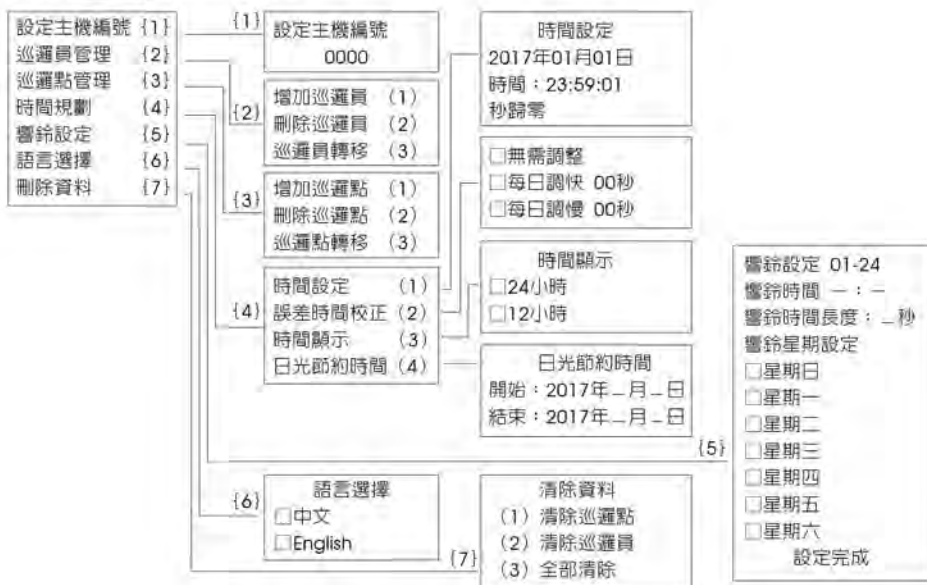 設定主機編號 {1}
巡邏員管理 {2}
巡邏點管理 {3}
時間規劃 {4}
響鈴設定 {5}
語言選擇 {6}
刪除資料 {7}
{1}
設定主機編號
0000
{2}
增加巡邏員 (1)
刪除巡邏員 (2)
巡邏員轉移 (3)
{3}
增加巡邏點 (1)
刪除巡邏點 (2)
巡邏點轉移 (3)
{4}
時間設定 (1)
誤差時間校正 (2)
時間顯示 (3)
日光節約時間 (4)
時間設定
2017年01月01日
時間：23:59:01
秒歸零
□無需調整
□每日調快 00秒
□每日調慢 00秒
時間顯示
□24小時
□12小時
日光節約時間
開始：2017年_月_日
結束：2017年_月_日
{5}
響鈴設定 01-24
響鈴時間 －：－
響鈴時間長度：_秒
響鈴星期設定
□星期日
□星期一
□星期二
□星期三
□星期四
□星期五
□星期六
設定完成
{6}
語言選擇
□中文
□English
{7}
清除資料
(1) 清除巡邏點
(2) 清除巡邏員
(3) 全部清除